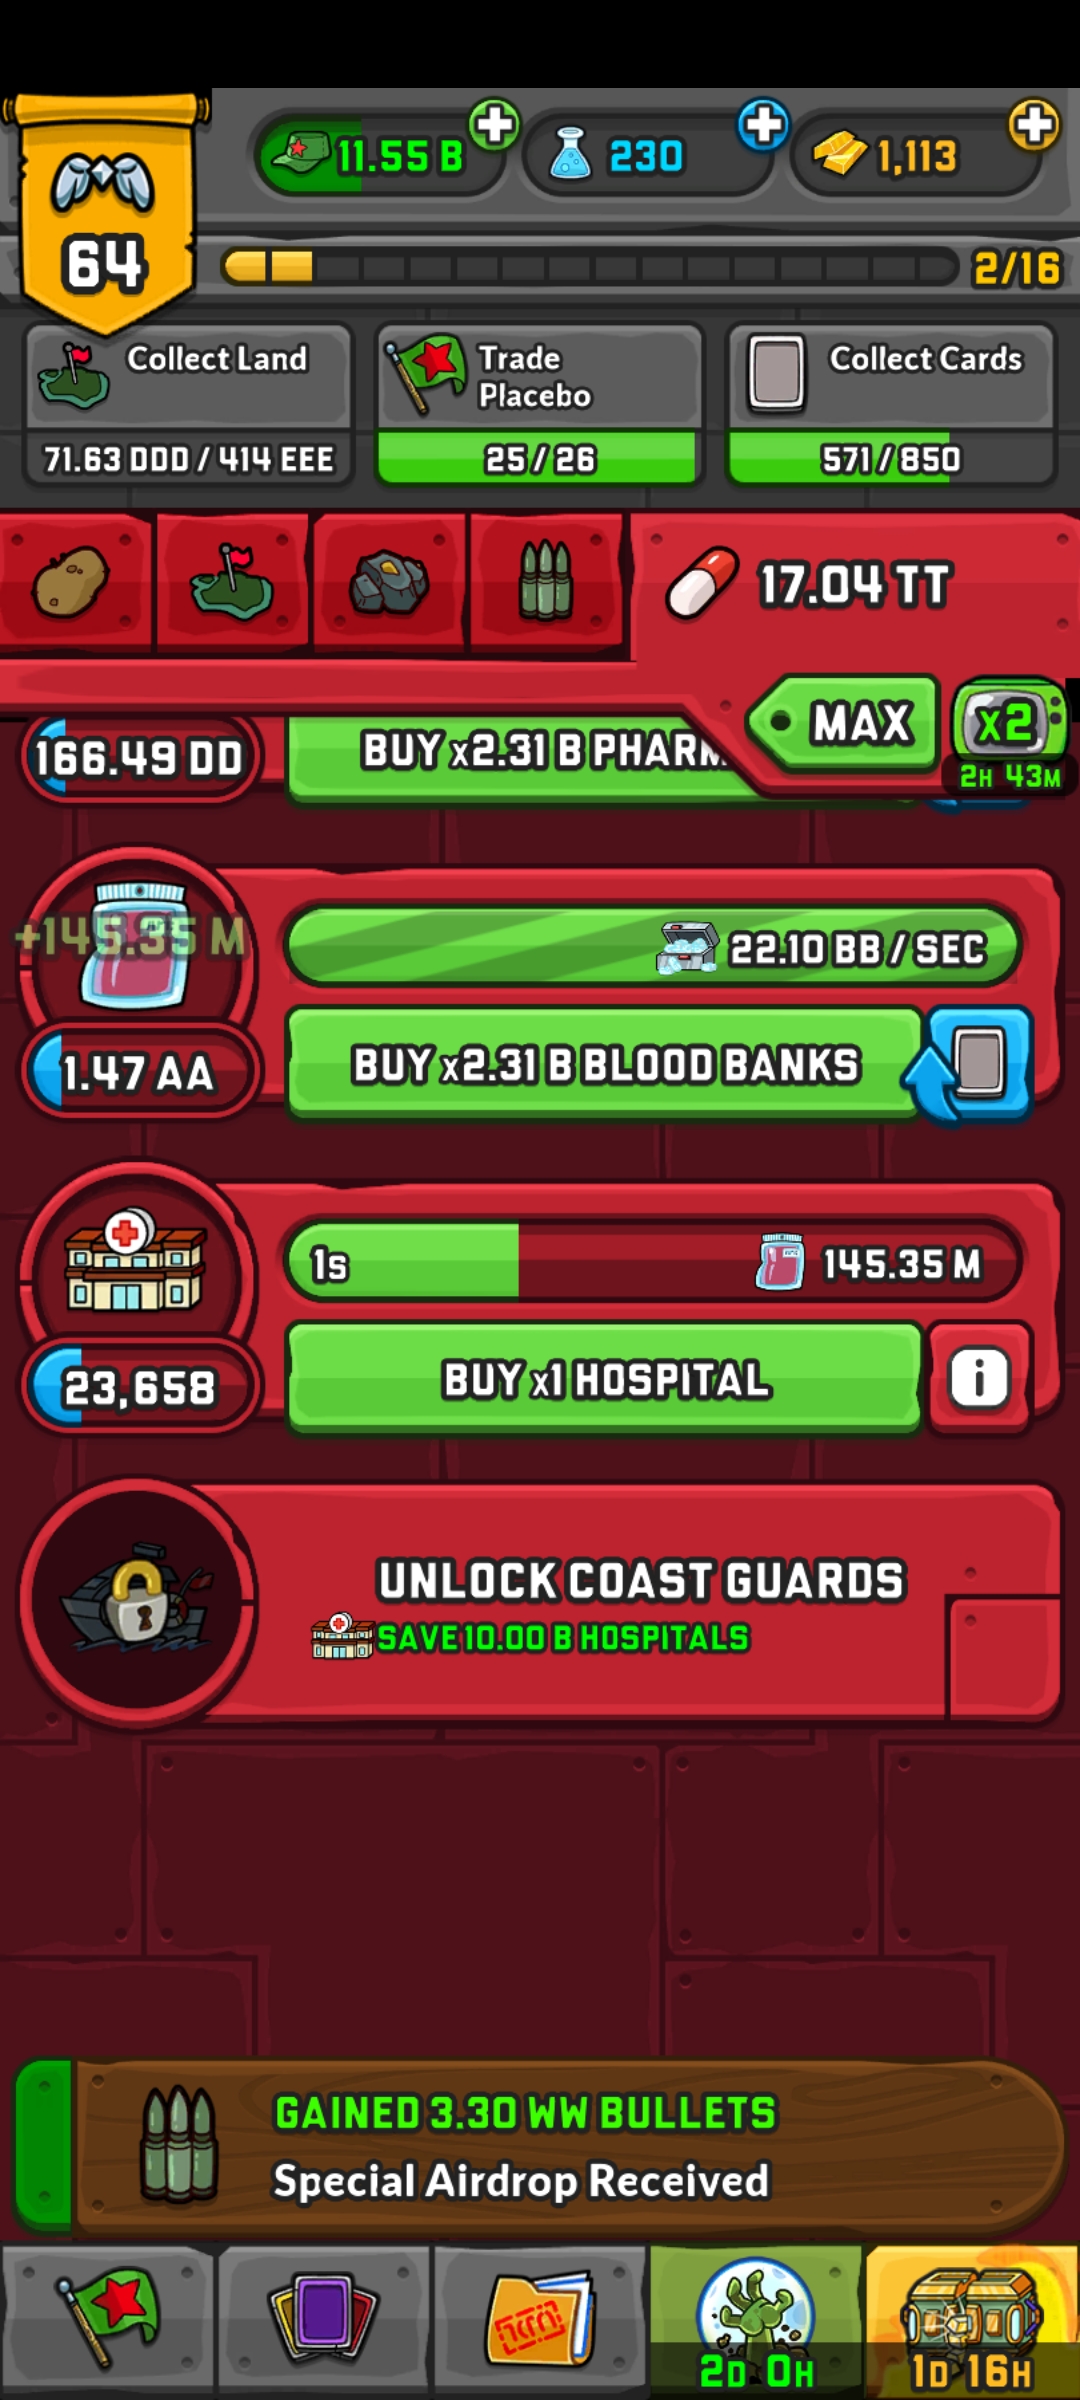 64
11.55 B
230
1,113
2/16
Collect Land
71.63 DDD / 414 EEE
Trade
Placebo
25 / 26
Collect Cards
571 / 850
17.04 TT
MAX
x2
2H 43M
166.49 DD
BUY x2.31 B PHARM
+145.35 M
22.10 BB / SEC
1.47 AA
BUY x2.31 B BLOOD BANKS
1s
145.35 M
23,658
BUY x1 HOSPITAL
i
UNLOCK COAST GUARDS
SAVE 10.00 B HOSPITALS
GAINED 3.30 WW BULLETS
Special Airdrop Received
2D 0H
1D 16H